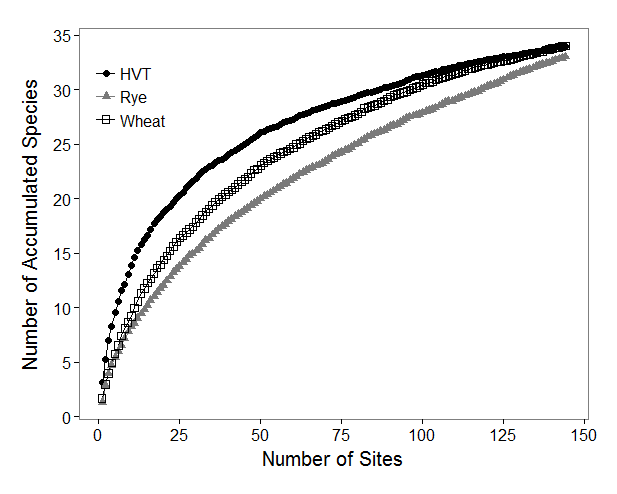 Number of Accumulated Species
35
30
25
20
15
10
5
0
HVT
Rye
Wheat
0 25 50 75 100 125 150
Number of Sites